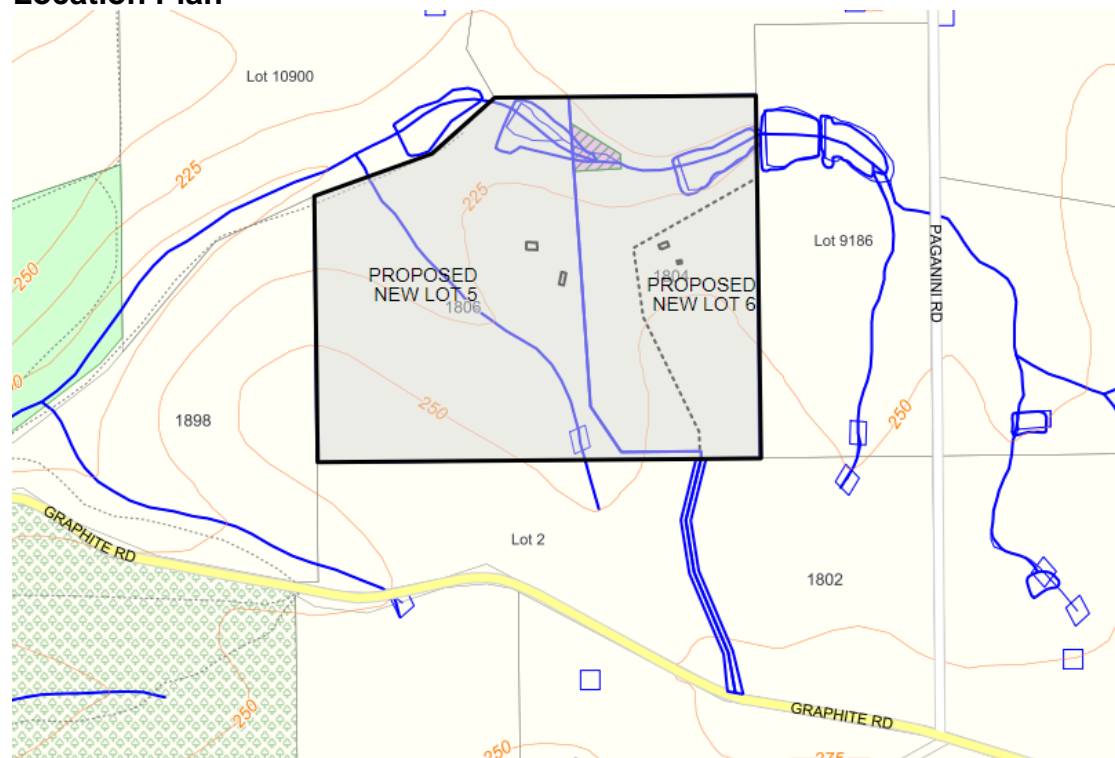 Location Plan
Lot 10900
225
225
250
Lot 9186
PAGANINI RD
PROPOSED
NEW LOT 5
1806
1804
PROPOSED
NEW LOT 6
250
250
1898
GRAPHITE RD
Lot 2
1802
250
GRAPHITE RD
250
275